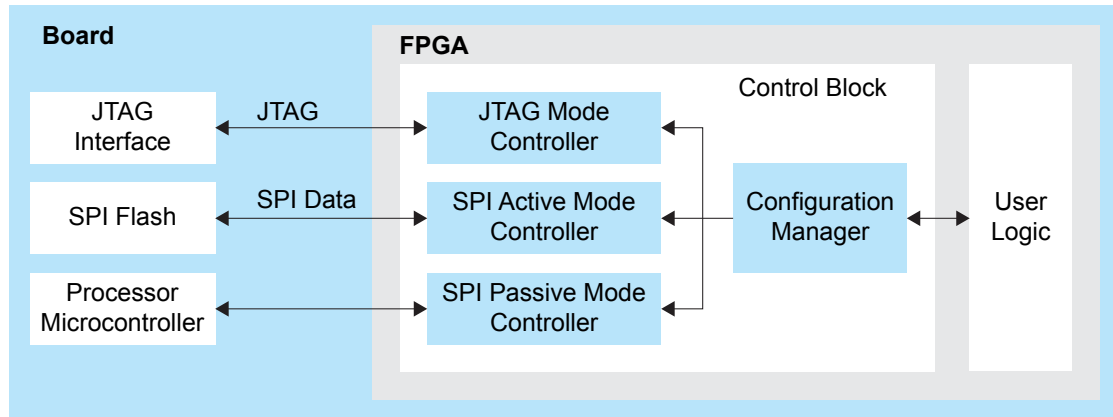 Board
FPGA
Control Block
JTAG
Interface
JTAG
JTAG Mode
Controller
SPI Flash
SPI Data
SPI Active Mode
Controller
Configuration
Manager
User
Logic
Processor
Microcontroller
SPI Passive Mode
Controller